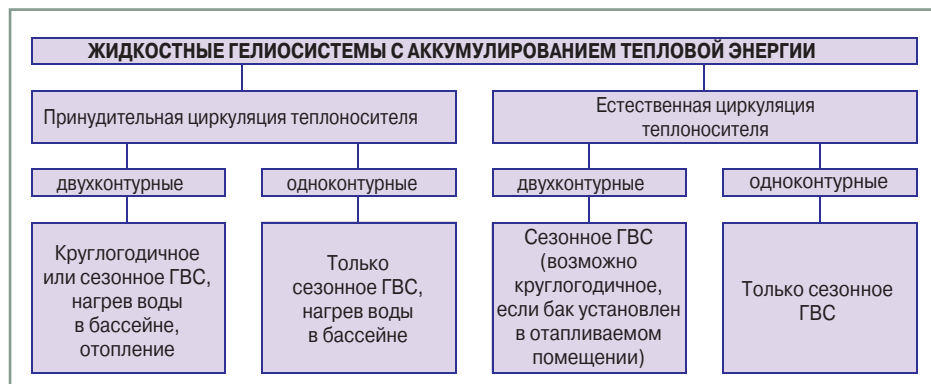 ЖИДКОСТНЫЕ ГЕЛИОСИСТЕМЫ С АККУМУЛИРОВАНИЕМ ТЕПЛОВОЙ ЭНЕРГИИ
Принудительная циркуляция теплоносителя
Естественная циркуляция
теплоносителя
двухконтурные
одноконтурные
двухконтурные
одноконтурные
Круглогодичное
или сезонное ГВС,
нагрев воды
в бассейне,
отопление
Только
сезонное ГВС,
нагрев воды
в бассейне
Сезонное ГВС
(возможно
круглогодичное,
если бак установлен
в отапливаемом
помещении)
Только сезонное
ГВС